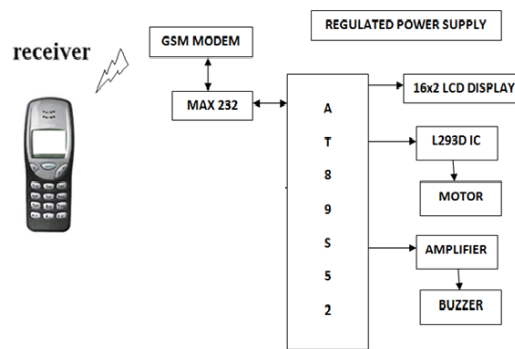 REGULATED POWER SUPPLY
GSM MODEM
receiver
MAX 232
A
T
8
9
S
5
2
16x2 LCD DISPLAY
L293D IC
MOTOR
AMPLIFIER
BUZZER